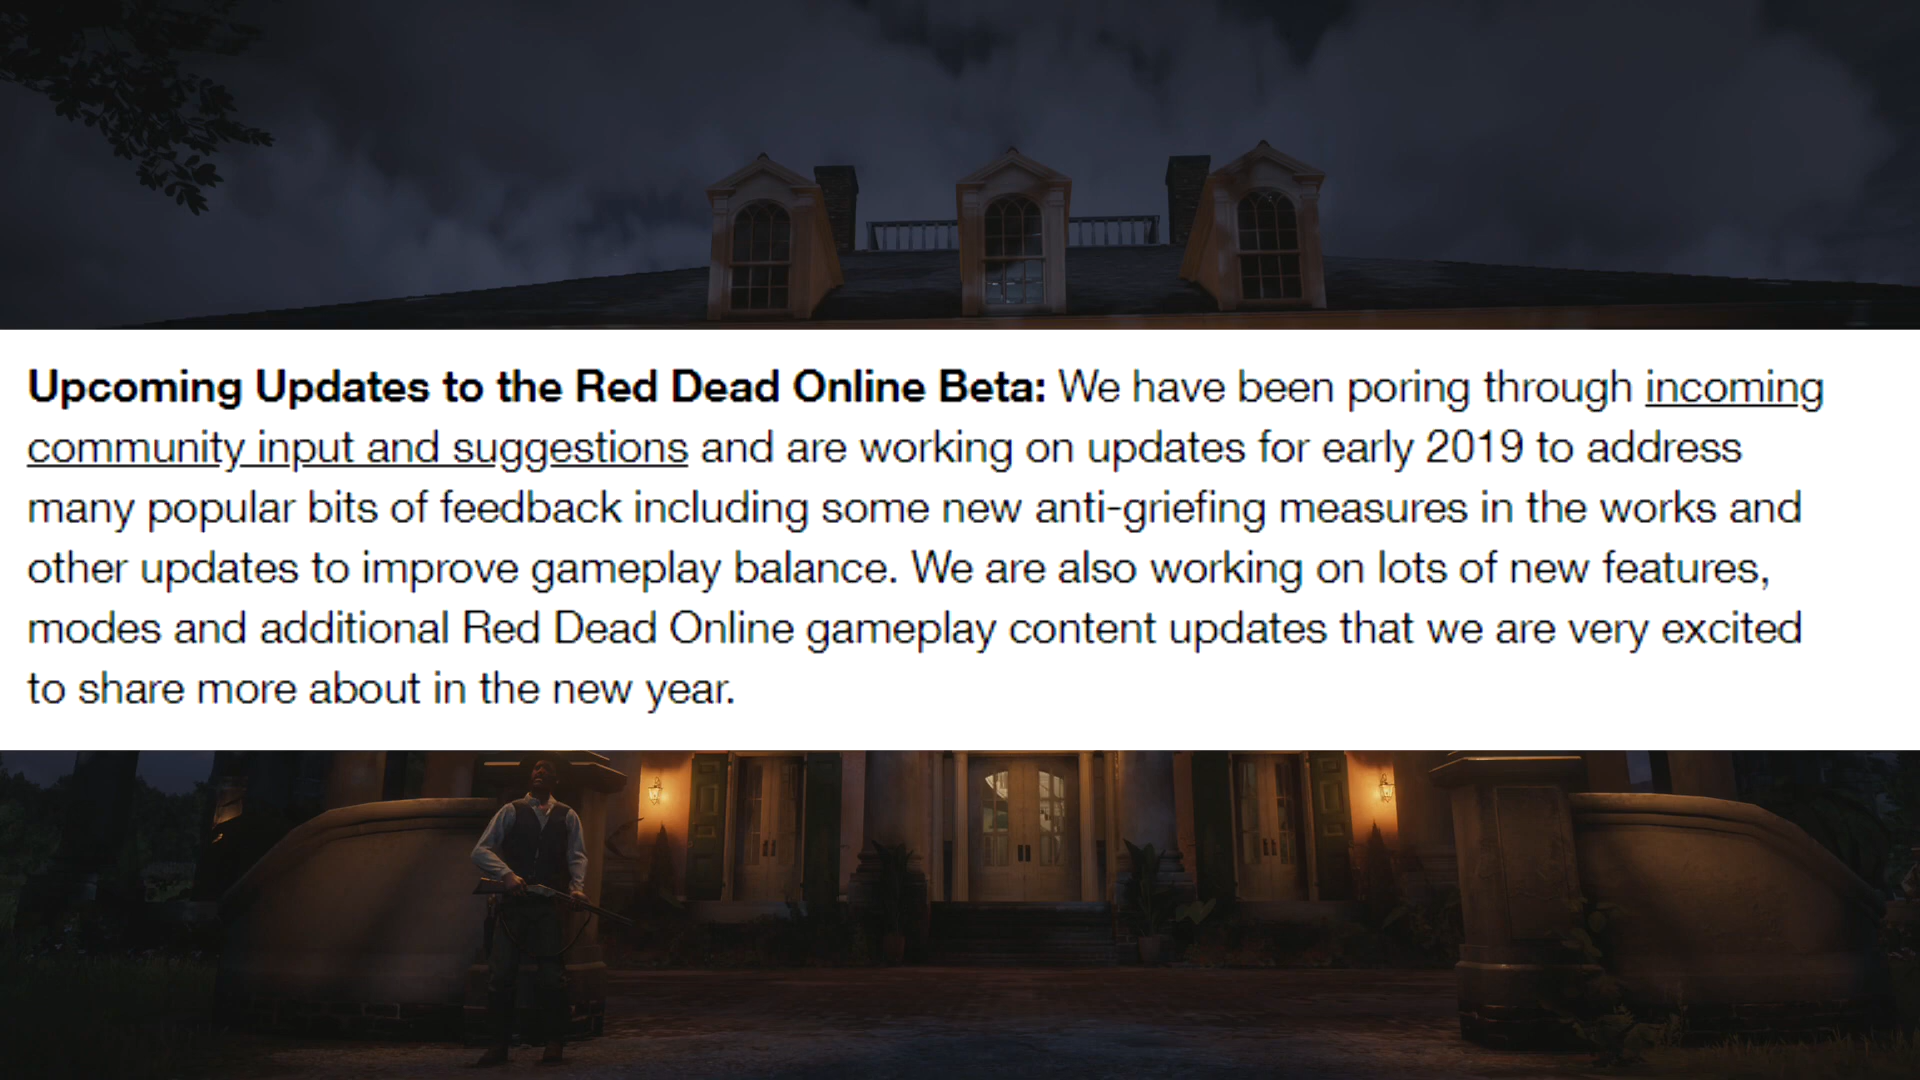 Upcoming Updates to the Red Dead Online Beta: We have been poring through incoming
community input and suggestions and are working on updates for early 2019 to address
many popular bits of feedback including some new anti-griefing measures in the works and
other updates to improve gameplay balance. We are also working on lots of new features,
modes and additional Red Dead Online gameplay content updates that we are very excited
to share more about in the new year.